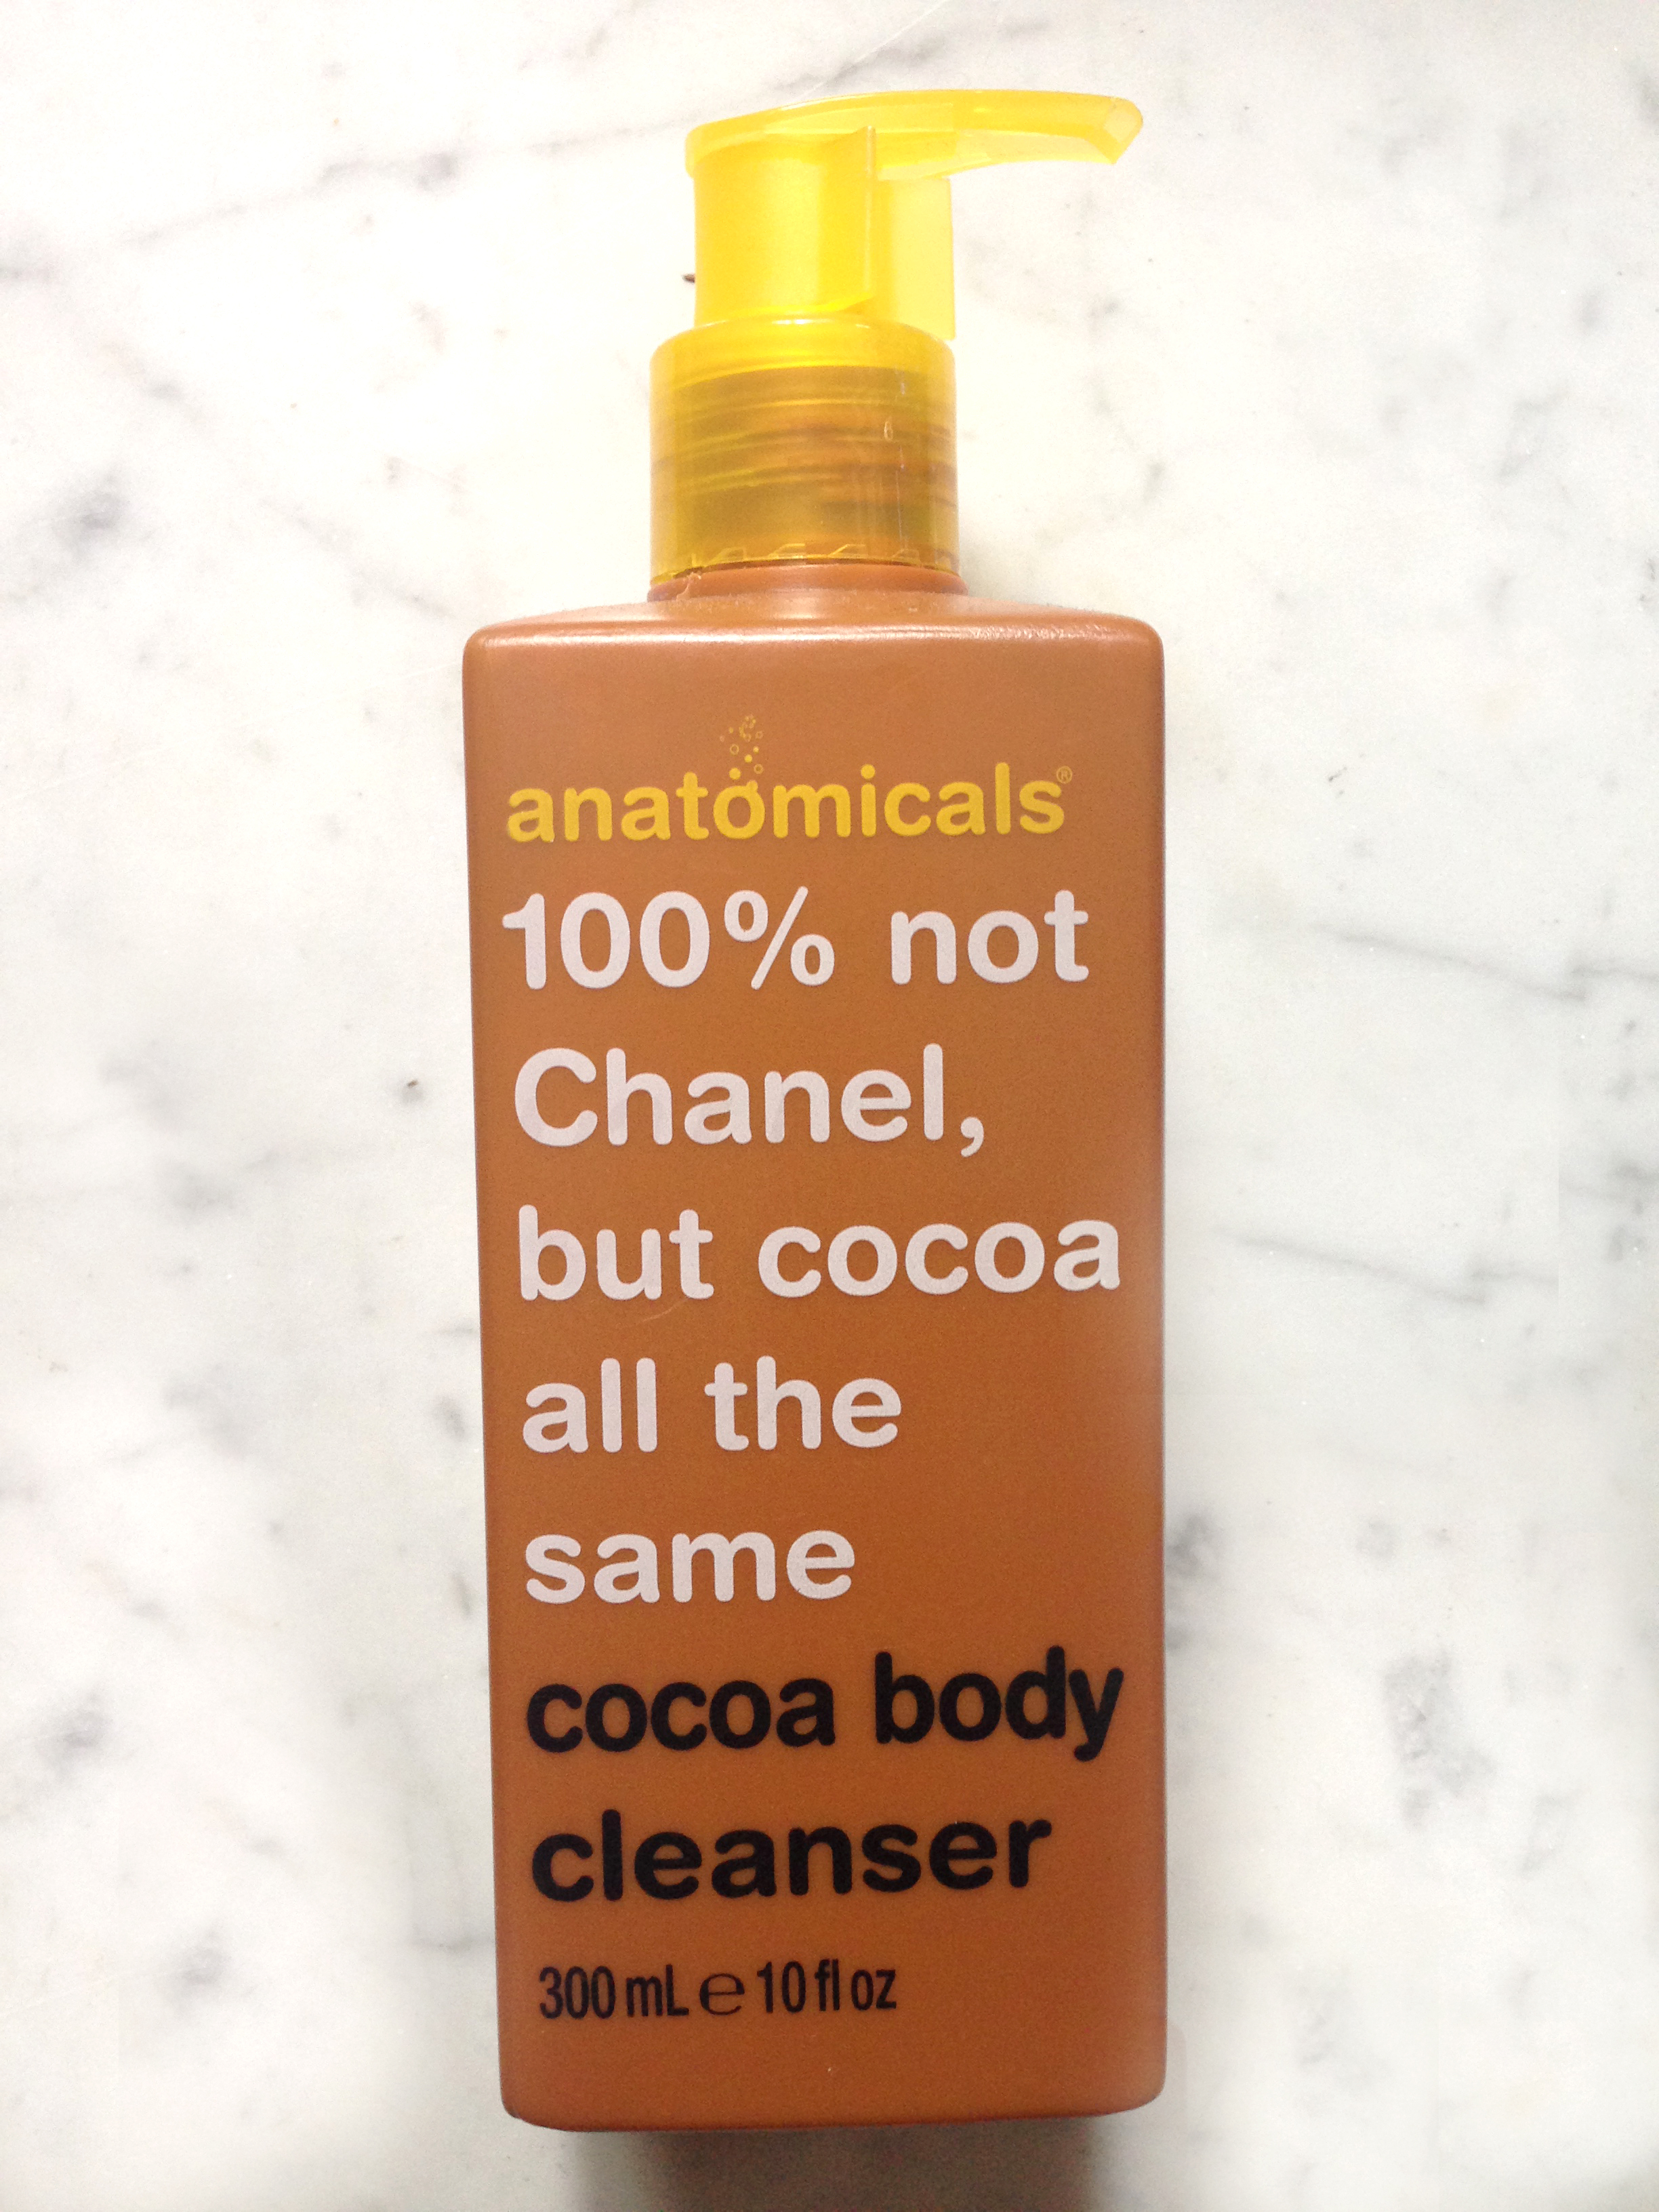 anatomicals®
100% not
Chanel,
but cocoa
all the
same
cocoa body
cleanser
300 mL ℮ 10 fl oz